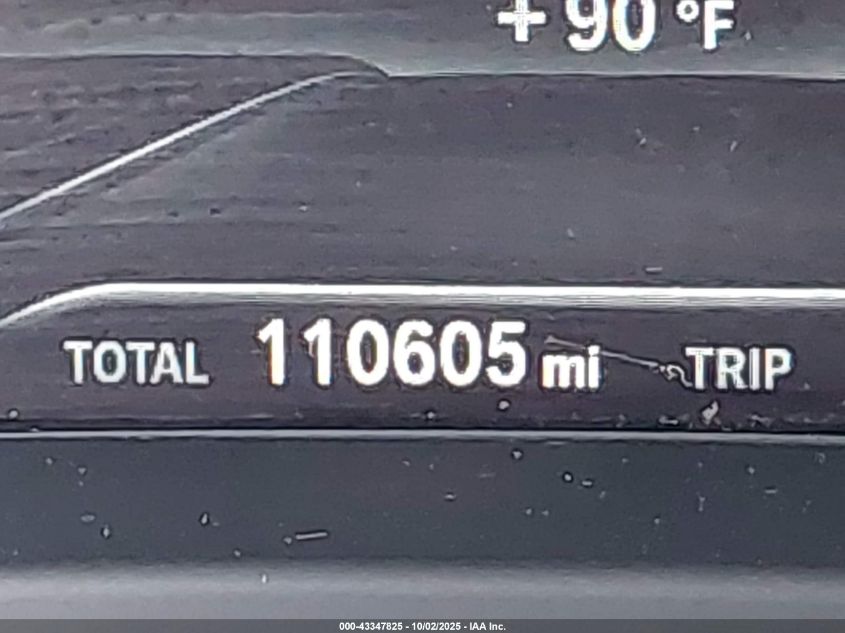 +90 °F
TOTAL 110605 mi TRIP
000-43347825 - 10/02/2025 - IAA Inc.